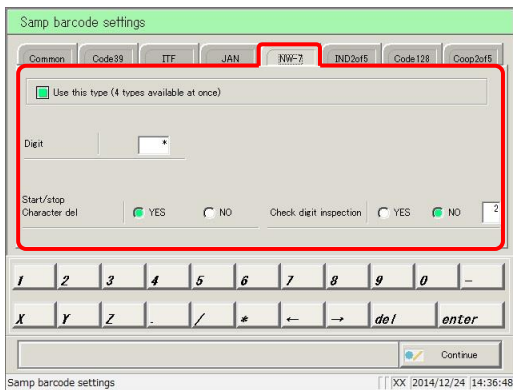 Samp barcode settings
Common Code39 ITF JAN NW-7 IND2of5 Code128 Coop2of5
Use this type (4 types available at once)
Digit *
Start/stop
Character del YES NO Check digit inspection YES NO 2
1 2 3 4 5 6 7 8 9 0 -
X Y Z . / * ← → del enter
Continue
Samp barcode settings XX 2014/12/24 14:36:48